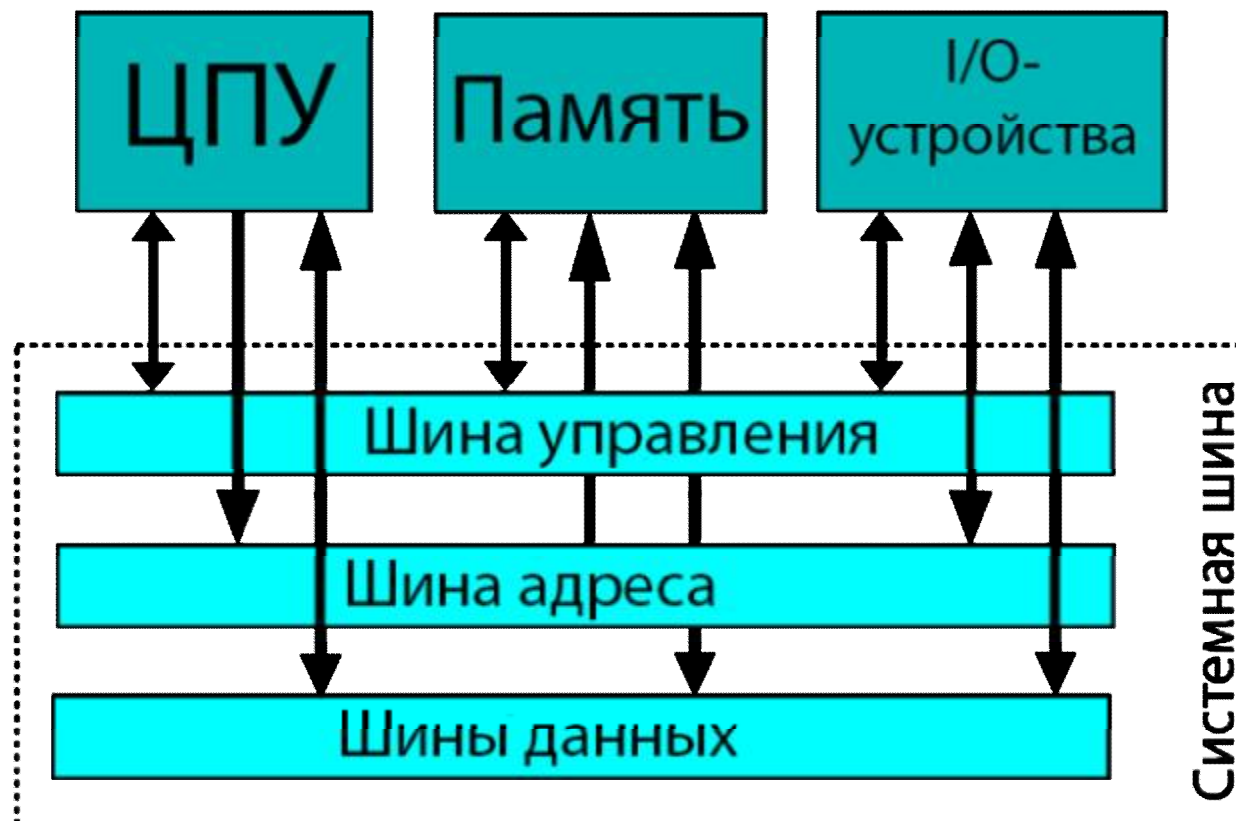 ЦПУ
Память
I/O-
устройства
Шина управления
Шина адреса
Шины данных
Системная шина